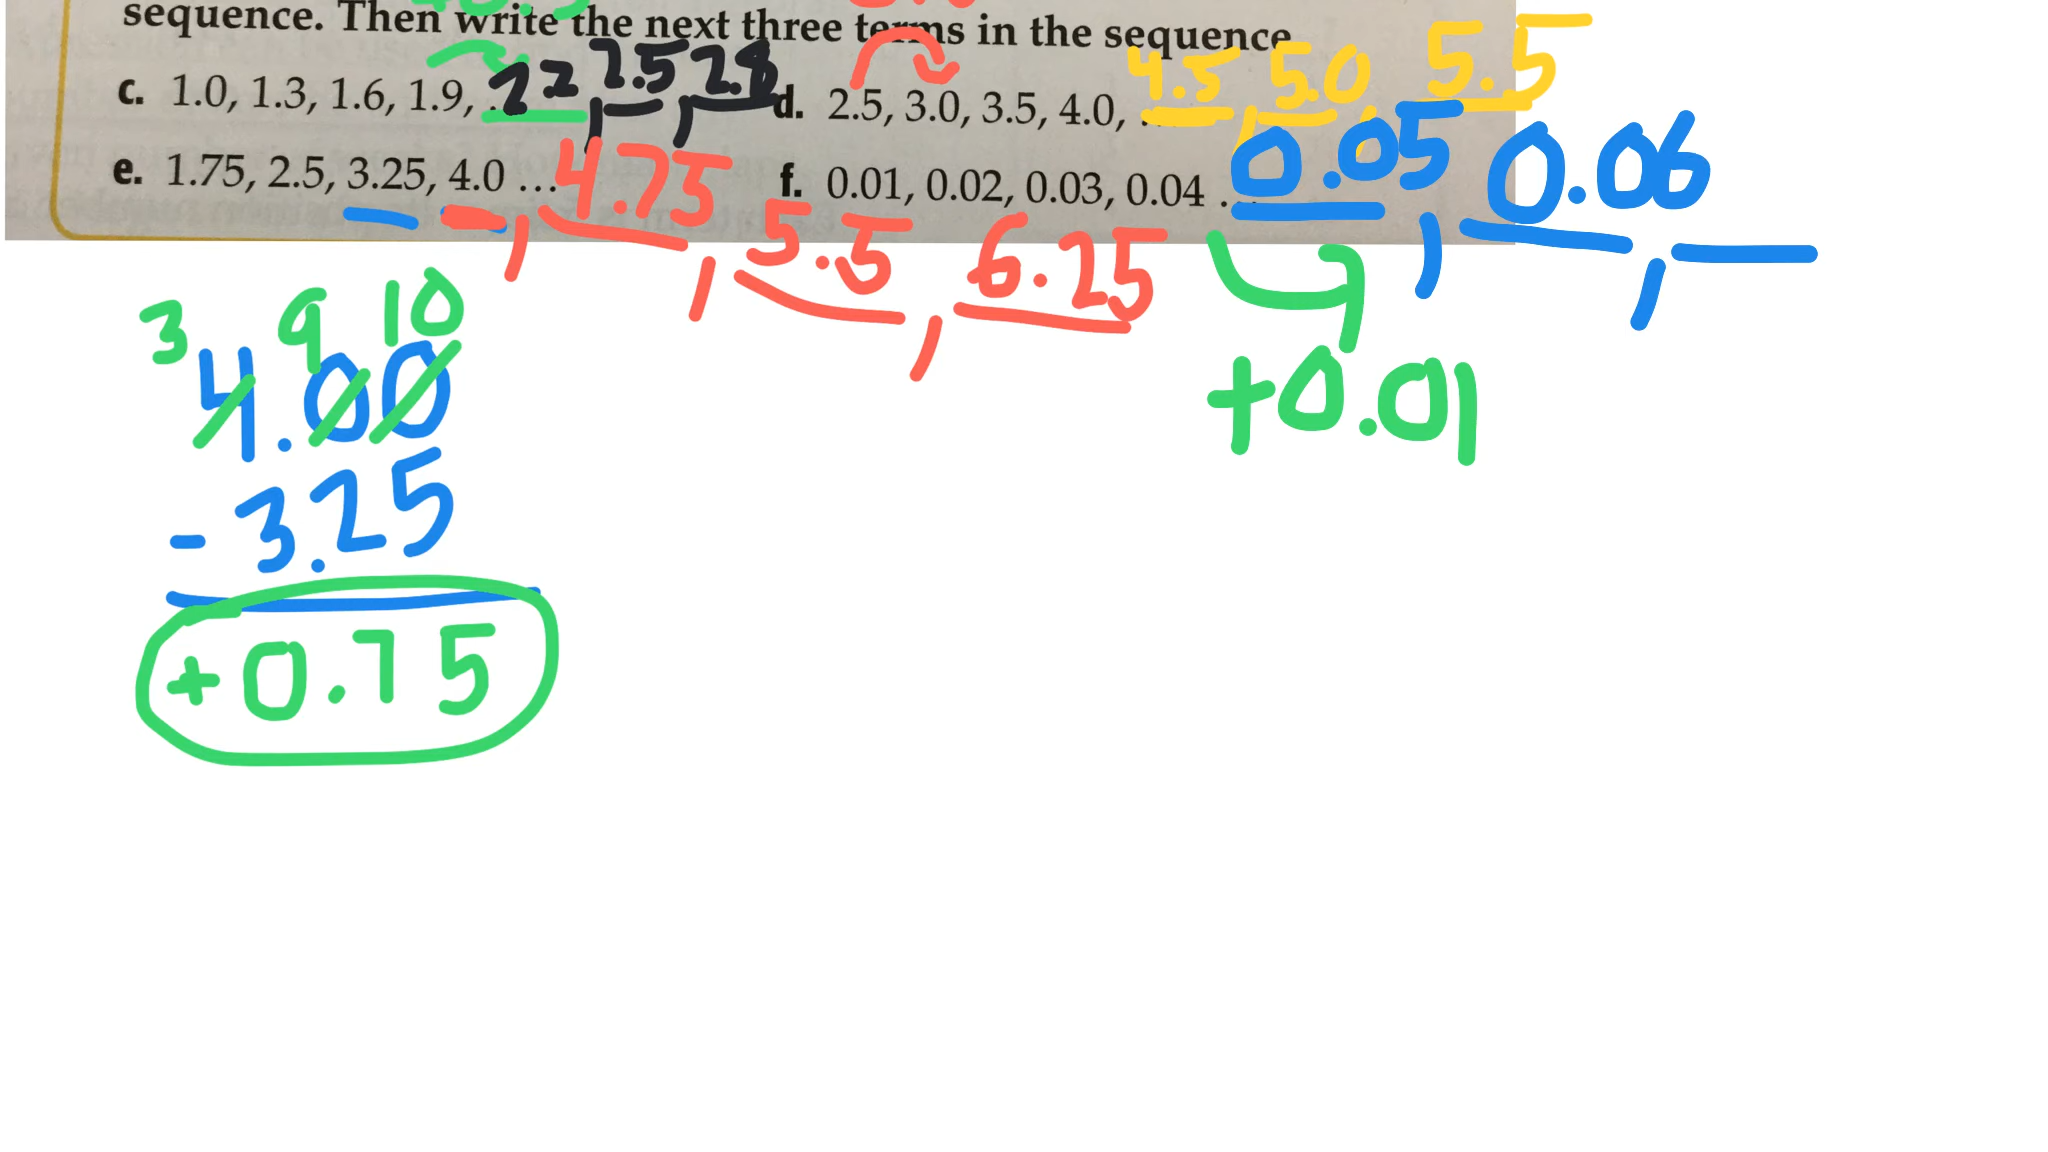 sequence. Then write the next three terms in the sequence.
c. 1.0, 1.3, 1.6, 1.9, ... 2.2, 2.5, 2.8
d. 2.5, 3.0, 3.5, 4.0, ... 4.5, 5.0, 5.5
e. 1.75, 2.5, 3.25, 4.0 ... , 4.75, 5.5, 6.25
f. 0.01, 0.02, 0.03, 0.04 ... 0.05, 0.06,
+0.01
3 9 10
4.00
- 3.25
+0.75